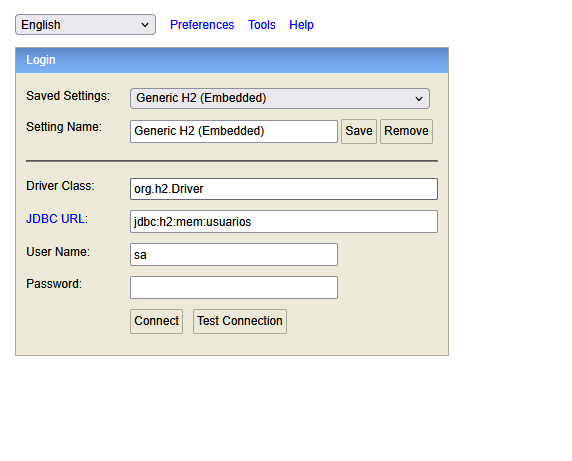 English Preferences Tools Help
Login
Saved Settings: Generic H2 (Embedded)
Setting Name: Generic H2 (Embedded) Save Remove
Driver Class: org.h2.Driver
JDBC URL: jdbc:h2:mem:usuarios
User Name: sa
Password:
Connect Test Connection